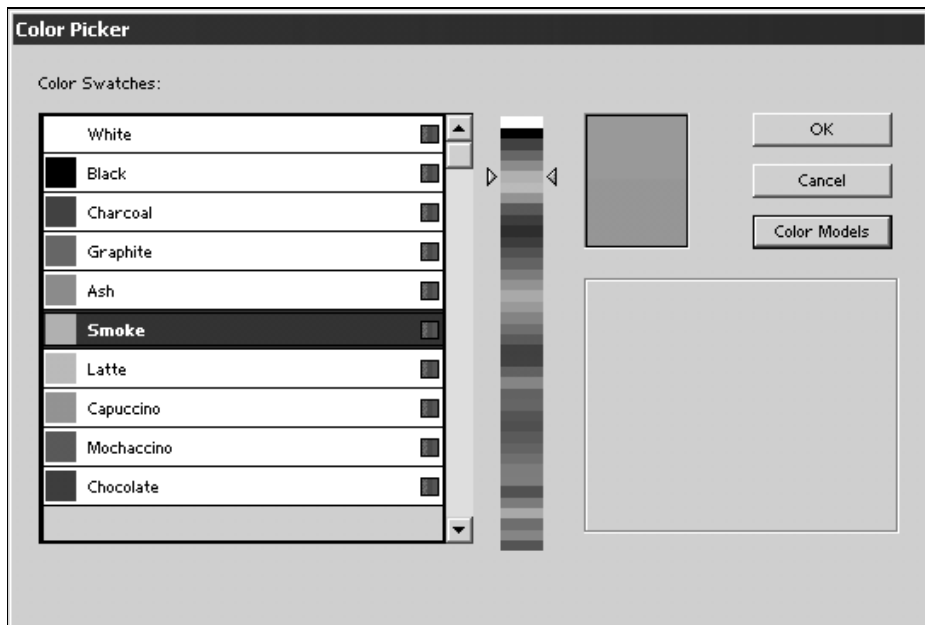 Color Picker
Color Swatches:
White
Black
Charcoal
Graphite
Ash
Smoke
Latte
Capuccino
Mochaccino
Chocolate
OK
Cancel
Color Models